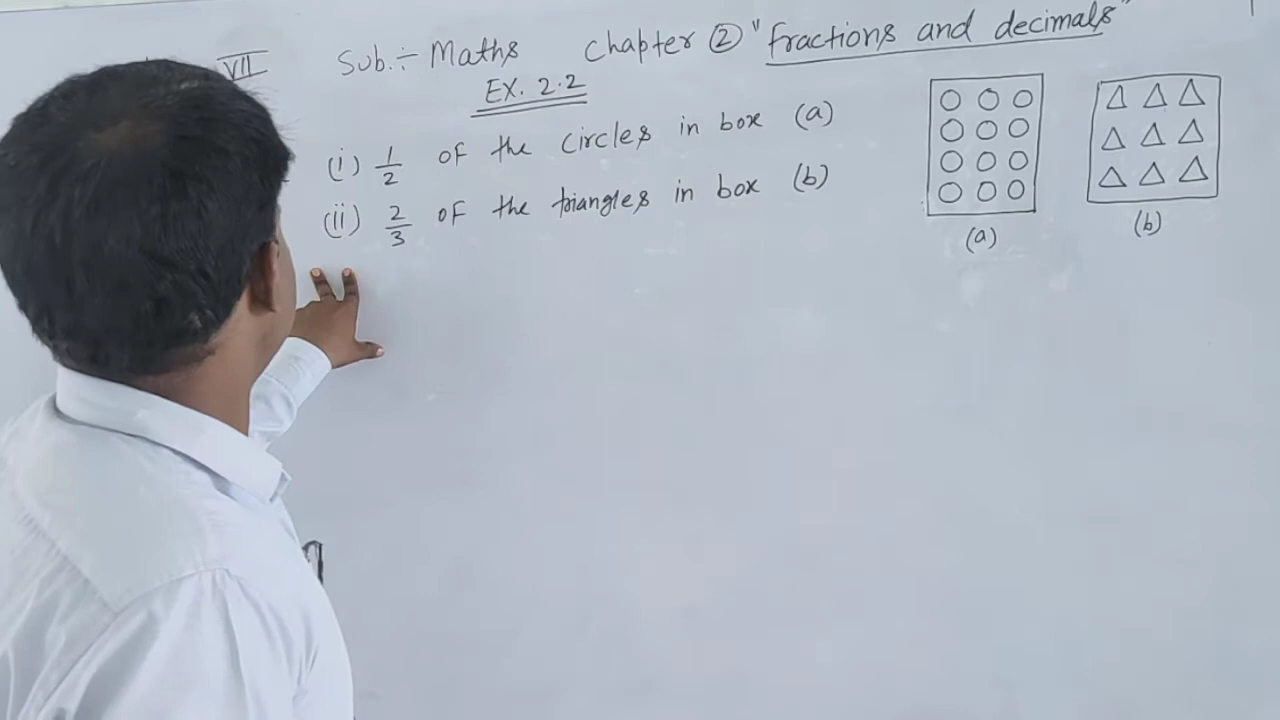 VII Sub.:- Maths Chapter ② "fractions and decimals"
EX. 2.2
(i) 1/2 of the circles in box (a)
(ii) 2/3 of the triangles in box (b)
(a) (b)